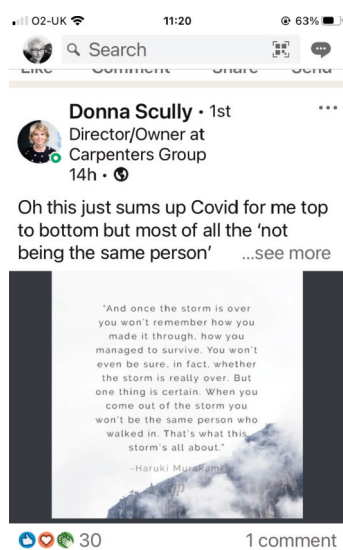 O2-UK 11:20 63%
Search
Like Comment Share Send
Donna Scully • 1st
Director/Owner at
Carpenters Group
14h •
Oh this just sums up Covid for me top
to bottom but most of all the ‘not
being the same person’ ...see more
"And once the storm is over
you won't remember how you
made it through, how you
managed to survive. You won't
even be sure, in fact, whether
the storm is really over. But
one thing is certain. When you
come out of the storm you
won't be the same person who
walked in. That's what this
storm's all about."
-Haruki Murakami
30 1 comment